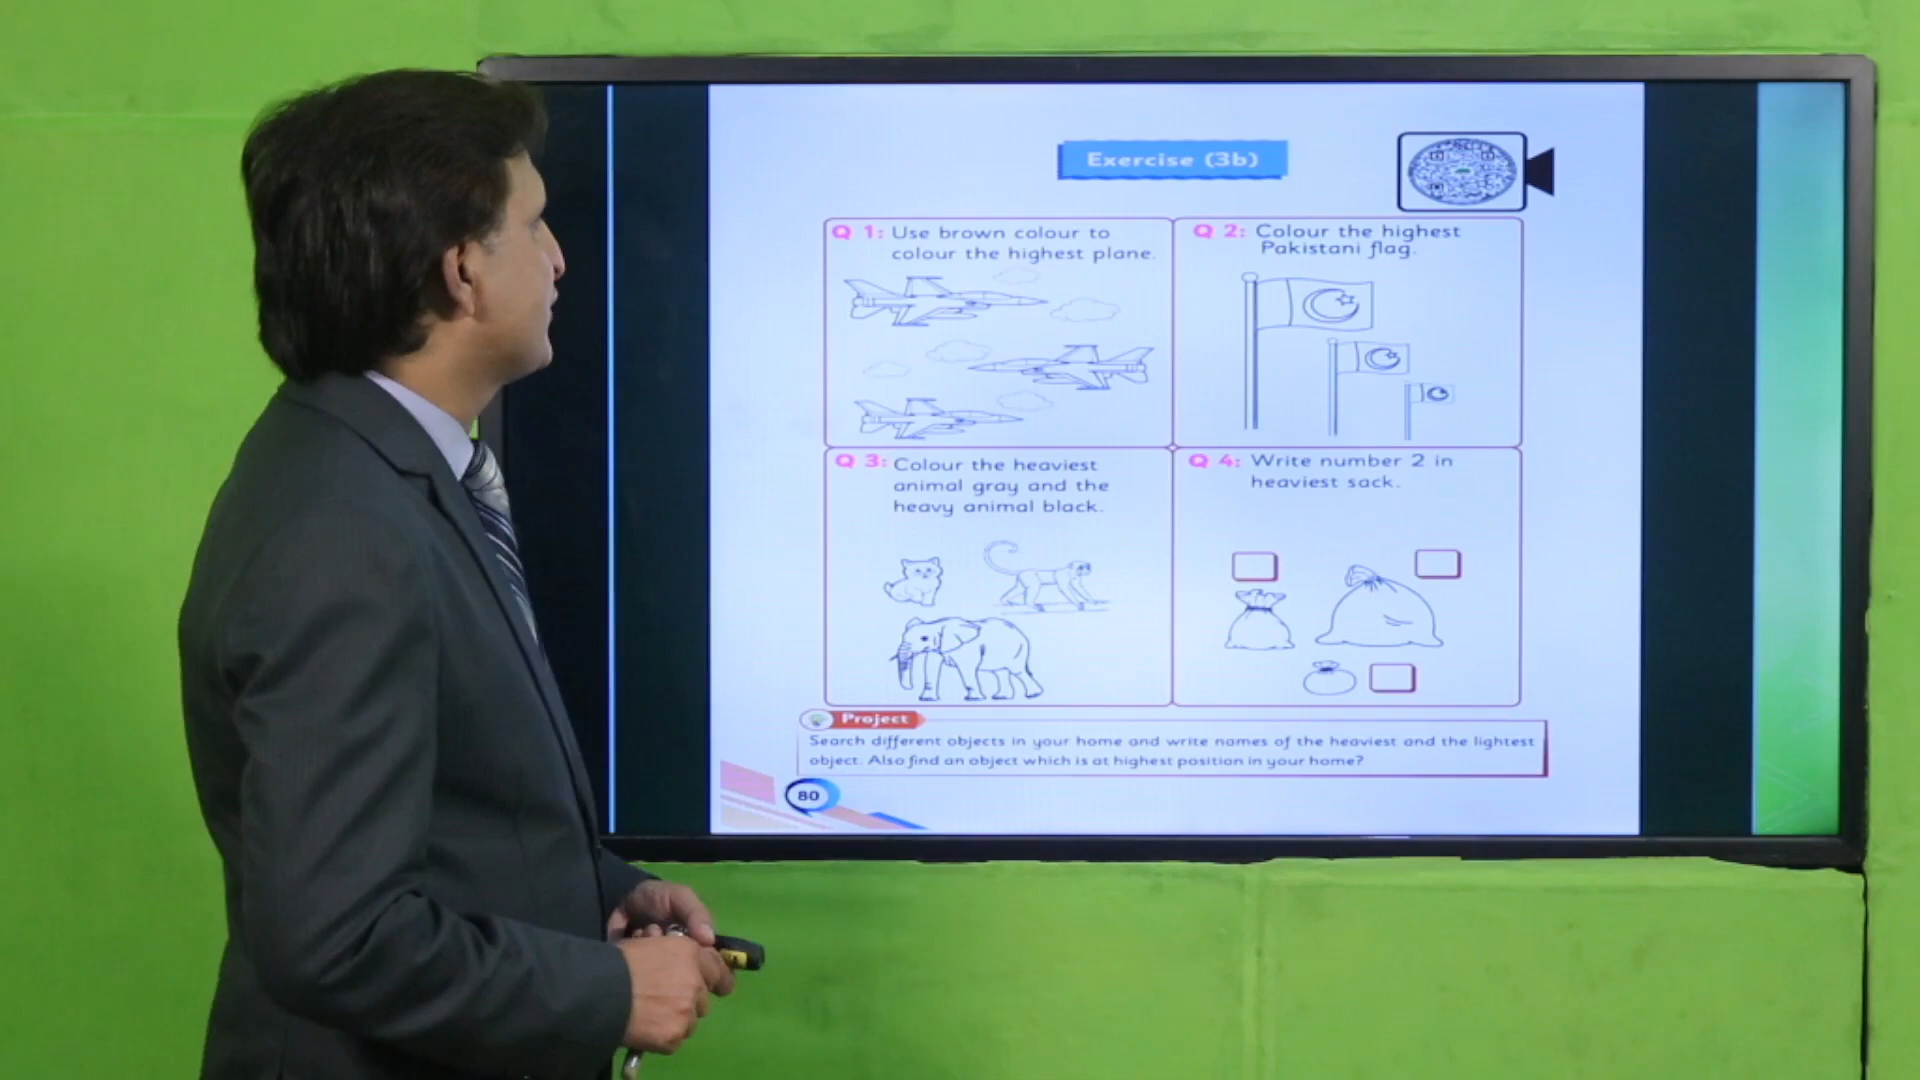 Exercise (3b)
Q 1: Use brown colour to
colour the highest plane.
Q 2: Colour the highest
Pakistani flag.
Q 3: Colour the heaviest
animal gray and the
heavy animal black.
Q 4: Write number 2 in
heaviest sack.
Project
Search different objects in your home and write names of the heaviest and the lightest
object. Also find an object which is at highest position in your home?
80